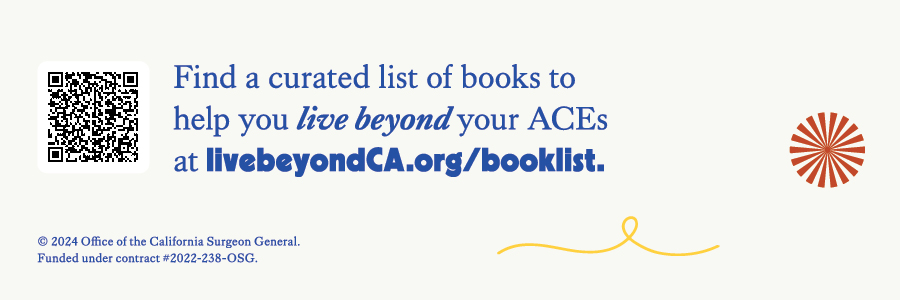 Find a curated list of books to
help you live beyond your ACEs
at livebeyondCA.org/booklist.
© 2024 Office of the California Surgeon General.
Funded under contract #2022-238-OSG.